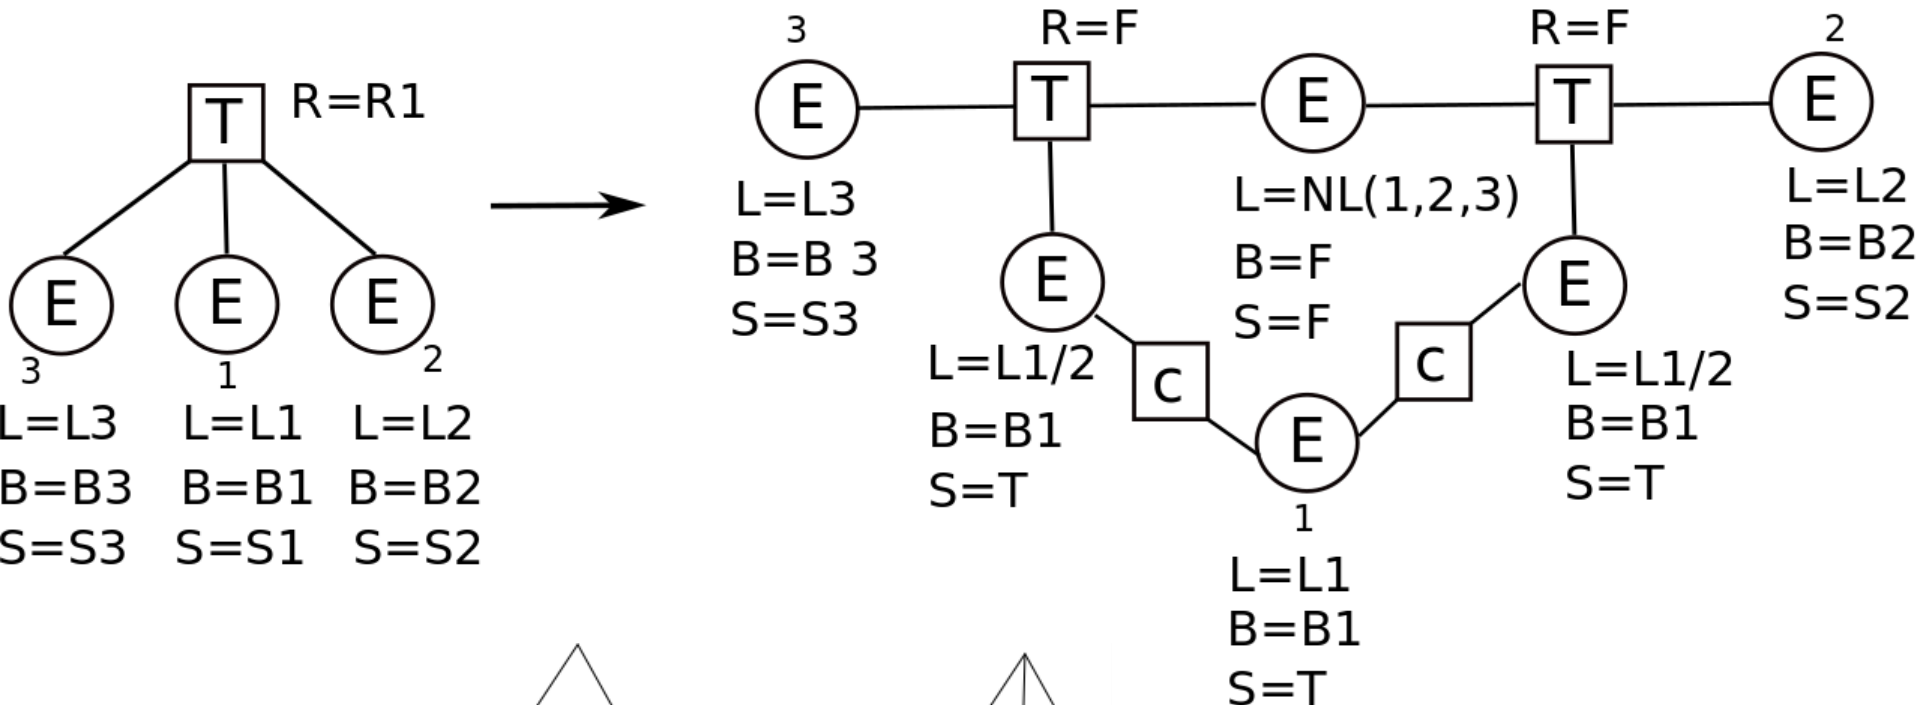 T
R=R1
E
E
E
3
1
2
L=L3
L=L1
L=L2
B=B3
B=B1
B=B2
S=S3
S=S1
S=S2
3
R=F
R=F
2
E
T
E
T
E
L=L3
B=B 3
S=S3
L=NL(1,2,3)
B=F
S=F
L=L2
B=B2
S=S2
E
E
L=L1/2
B=B1
S=T
c
c
L=L1/2
B=B1
S=T
E
1
L=L1
B=B1
S=T